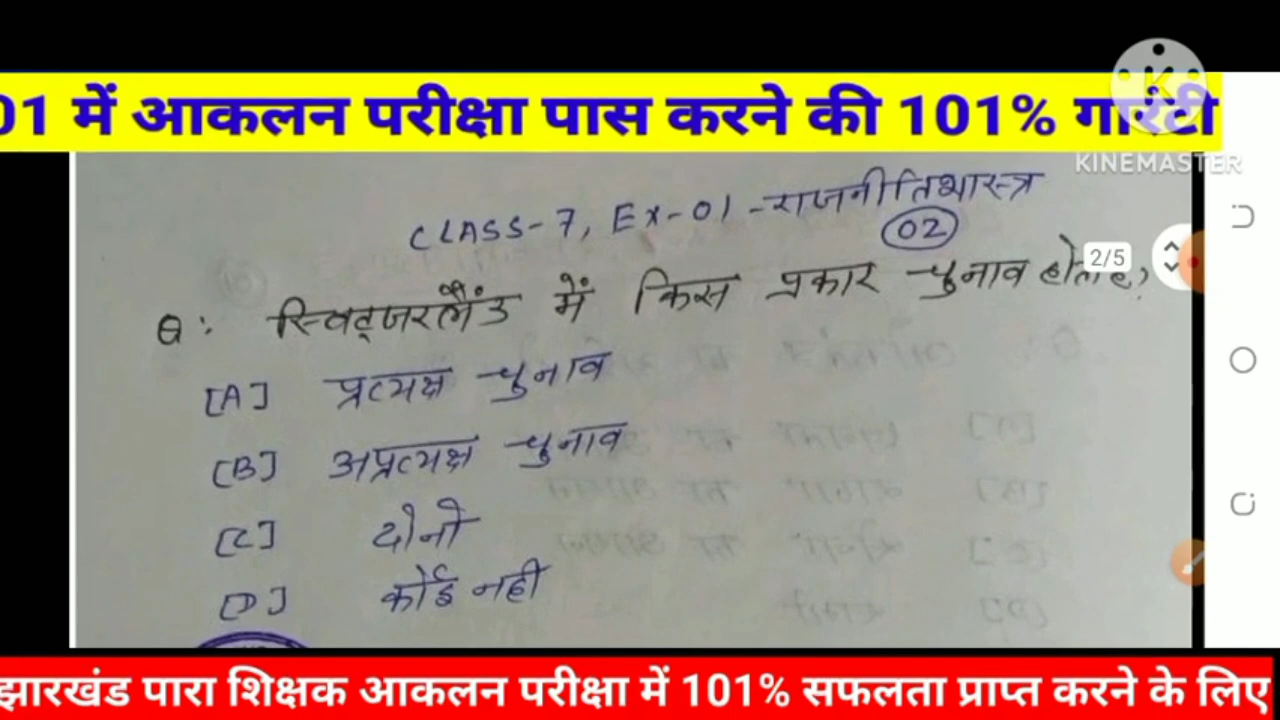 01 में आकलन परीक्षा पास करने की 101% गारंटी
KINEMASTER
CLASS-7, Ex-01-राजनीतिशास्त्र
02
2/5
Q: स्विट्जरलैंड में किस प्रकार चुनाव होता है?
[A] प्रत्यक्ष चुनाव
[B] अप्रत्यक्ष चुनाव
[C] दोनो
[D] कोई नही
झारखंड पारा शिक्षक आकलन परीक्षा में 101% सफलता प्राप्त करने के लिए